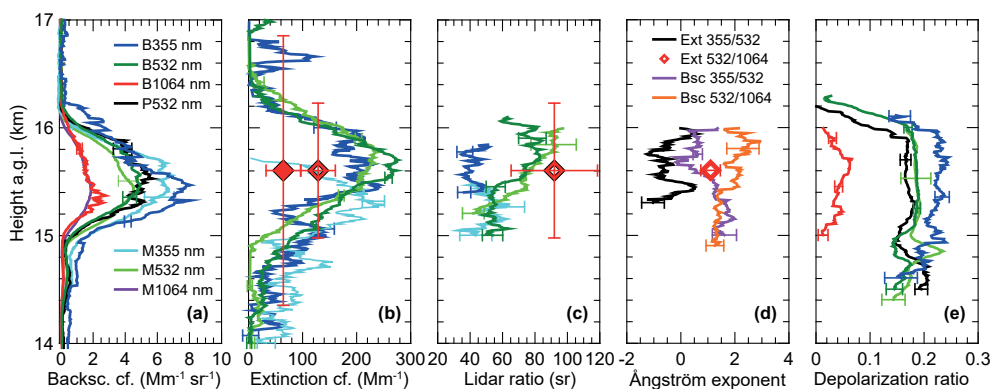 17
16
15
14
Height a.g.l. (km)
B355 nm
B532 nm
B1064 nm
P532 nm
M355 nm
M532 nm
M1064 nm
(a)
0 2 4 6 8 10
Backsc. cf. (Mm⁻¹ sr⁻¹)
(b)
0 100 200 300
Extinction cf. (Mm⁻¹)
(c)
20 40 60 80 100 120
Lidar ratio (sr)
Ext 355/532
Ext 532/1064
Bsc 355/532
Bsc 532/1064
(d)
-2 0 2 4
Ångström exponent
(e)
0 0.1 0.2 0.3
Depolarization ratio